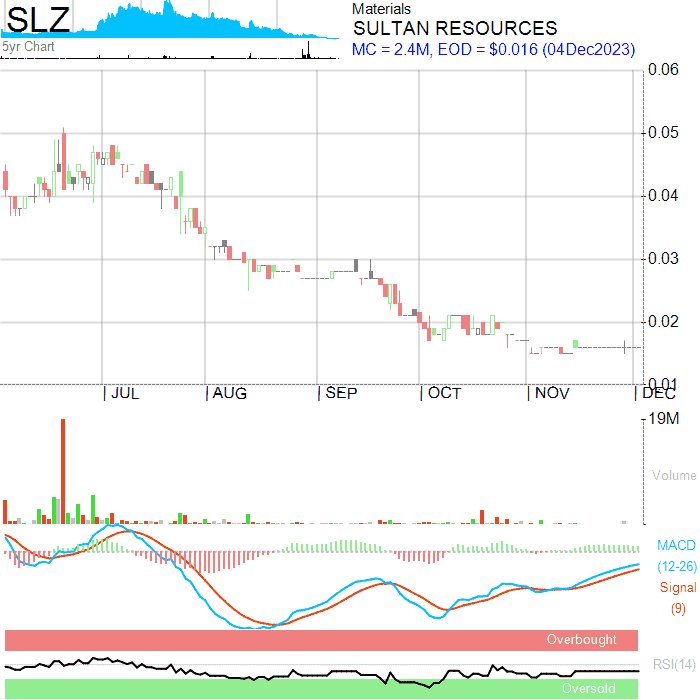 SLZ
5yr Chart
Materials
SULTAN RESOURCES
MC = 2.4M, EOD = $0.016 (04Dec2023)
0.06
0.05
0.04
0.03
0.02
0.01
JUL AUG SEP OCT NOV DEC
19M
Volume
MACD
(12-26)
Signal
(9)
Overbought
RSI(14)
Oversold